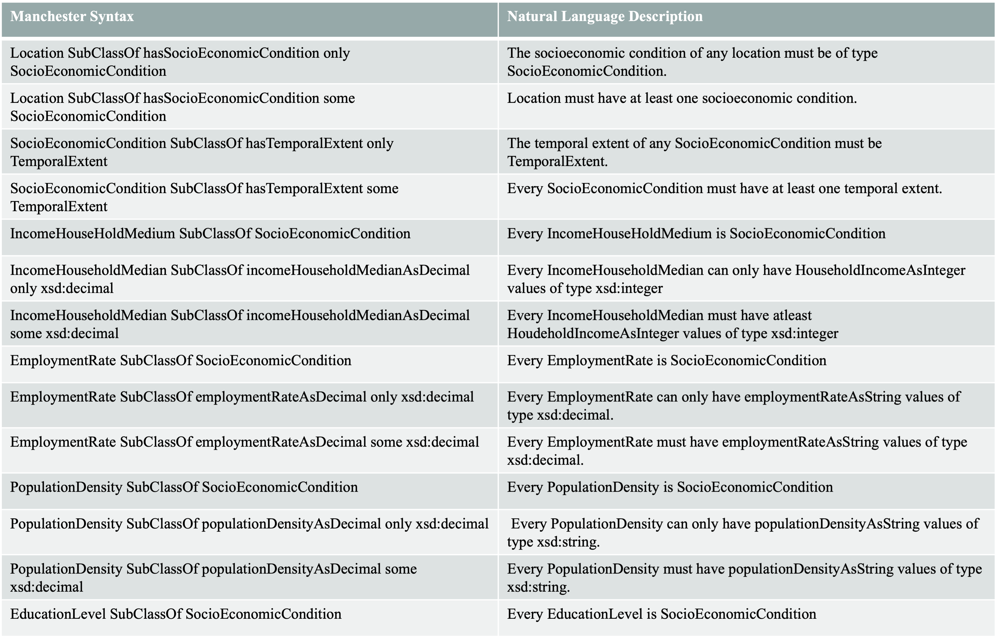 Manchester Syntax
Natural Language Description
Location SubClassOf hasSocioEconomicCondition only
SocioEconomicCondition
The socioeconomic condition of any location must be of type
SocioEconomicCondition.
Location SubClassOf hasSocioEconomicCondition some
SocioEconomicCondition
Location must have at least one socioeconomic condition.
SocioEconomicCondition SubClassOf hasTemporalExtent only
TemporalExtent
The temporal extent of any SocioEconomicCondition must be
TemporalExtent.
SocioEconomicCondition SubClassOf hasTemporalExtent some
TemporalExtent
Every SocioEconomicCondition must have at least one temporal extent.
IncomeHouseHoldMedium SubClassOf SocioEconomicCondition
Every IncomeHouseHoldMedium is SocioEconomicCondition
IncomeHouseholdMedian SubClassOf incomeHouseholdMedianAsDecimal
only xsd:decimal
Every IncomeHouseholdMedian can only have HouseholdIncomeAsInteger
values of type xsd:integer
IncomeHouseholdMedian SubClassOf incomeHouseholdMedianAsDecimal
some xsd:decimal
Every IncomeHouseholdMedian must have atleast
HoudeholdIncomeAsInteger values of type xsd:integer
EmploymentRate SubClassOf SocioEconomicCondition
Every EmploymentRate is SocioEconomicCondition
EmploymentRate SubClassOf employmentRateAsDecimal only xsd:decimal
Every EmploymentRate can only have employmentRateAsString values of
type xsd:decimal.
EmploymentRate SubClassOf employmentRateAsDecimal some xsd:decimal
Every EmploymentRate must have employmentRateAsString values of type
xsd:decimal.
PopulationDensity SubClassOf SocioEconomicCondition
Every PopulationDensity is SocioEconomicCondition
PopulationDensity SubClassOf populationDensityAsDecimal only xsd:decimal
Every PopulationDensity can only have populationDensityAsString values of
type xsd:string.
PopulationDensity SubClassOf populationDensityAsDecimal some
xsd:decimal
Every PopulationDensity must have populationDensityAsString values of type
xsd:string.
EducationLevel SubClassOf SocioEconomicCondition
Every EducationLevel is SocioEconomicCondition